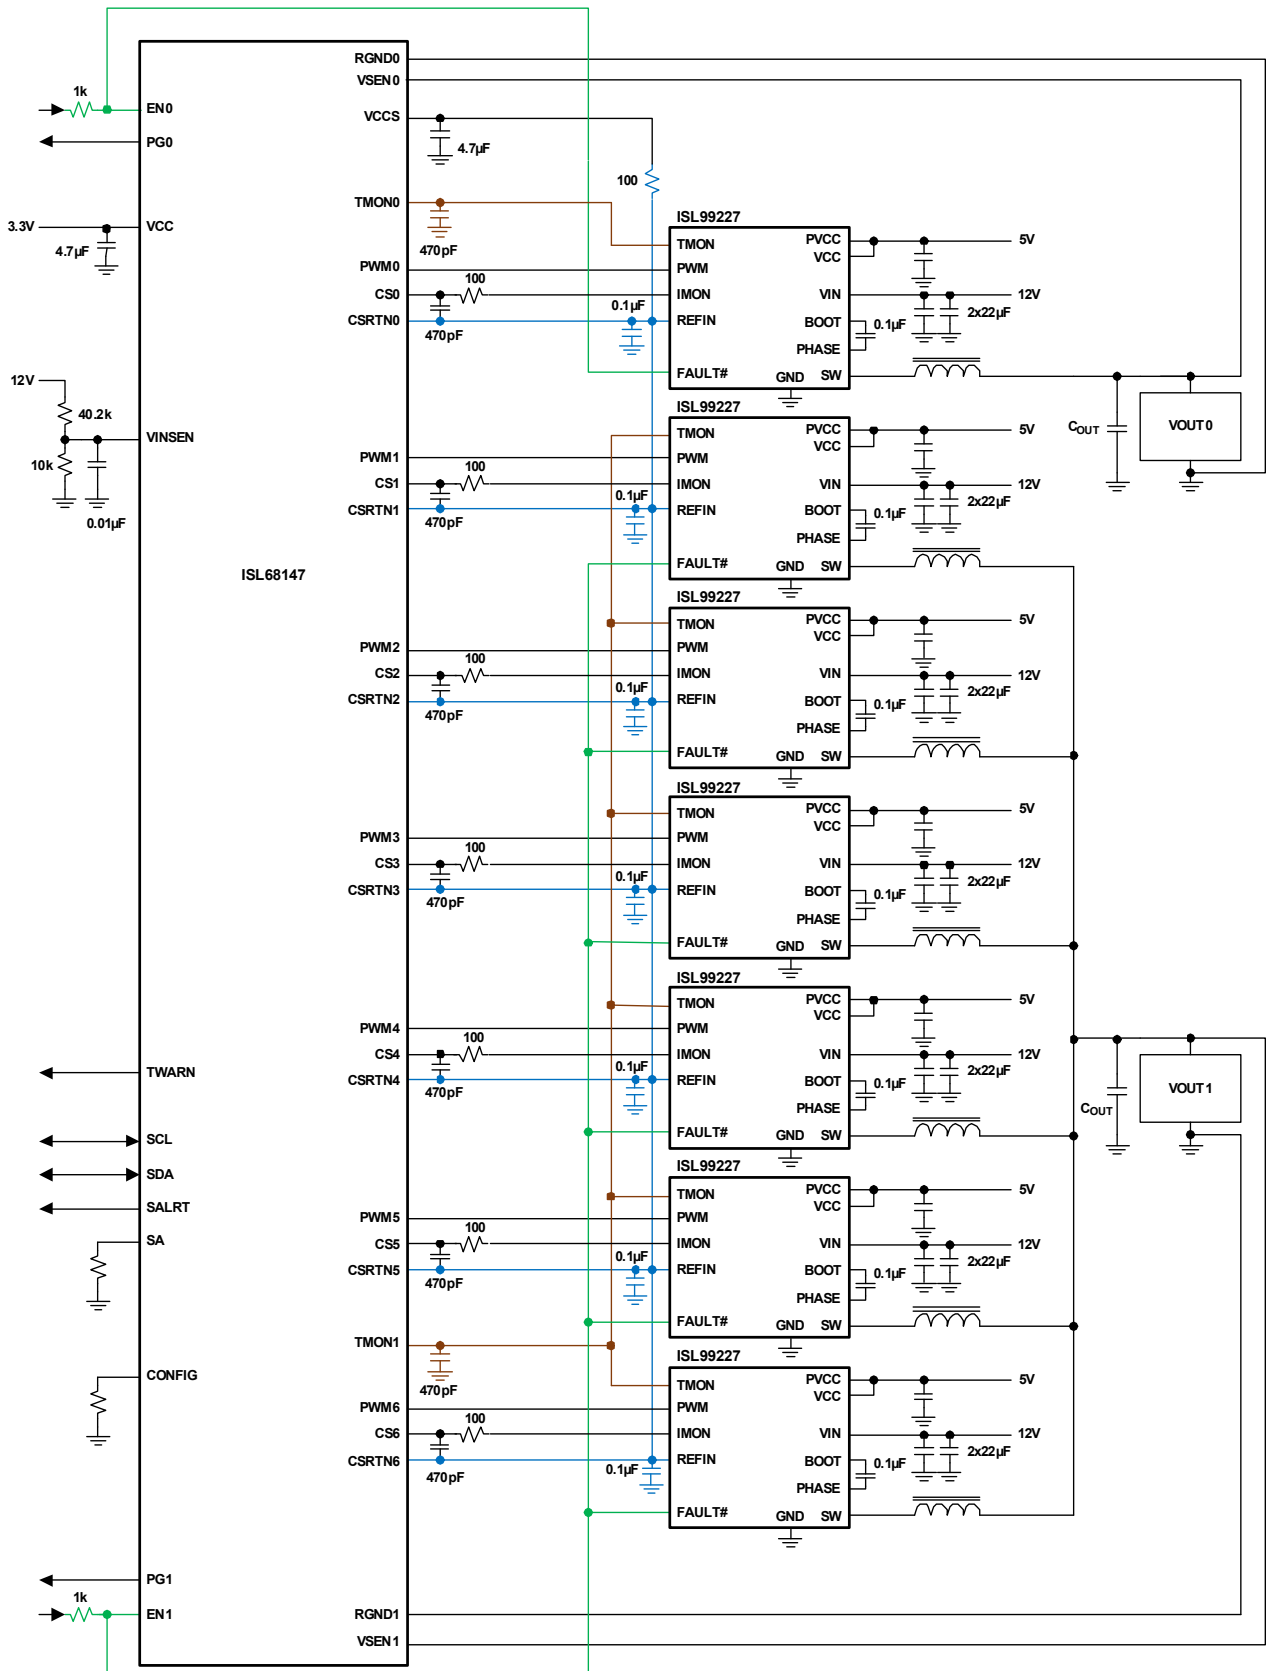 RGND0
VSEN0
1k
EN0
VCCS
PG0
4.7µF
100
TMON0
ISL99227
3.3V
VCC
PVCC
5V
TMON
VCC
4.7µF
470pF
PWM0
PWM
100
CS0
IMON
VIN
12V
0.1µF
2x22µF
CSRTN0
REFIN
BOOT
0.1µF
470pF
PHASE
FAULT#
GND
SW
12V
ISL99227
40.2k
COUT
VOUT0
PVCC
5V
TMON
VCC
VINSEN
PWM1
PWM
10k
100
CS1
IMON
VIN
12V
0.1µF
2x22µF
CSRTN1
REFIN
BOOT
0.1µF
0.01µF
470pF
PHASE
FAULT#
GND
SW
ISL68147
ISL99227
PVCC
5V
TMON
VCC
PWM2
PWM
100
CS2
IMON
VIN
12V
0.1µF
2x22µF
CSRTN2
REFIN
BOOT
0.1µF
470pF
PHASE
FAULT#
GND
SW
ISL99227
PVCC
5V
TMON
VCC
PWM3
PWM
100
CS3
IMON
VIN
12V
0.1µF
2x22µF
CSRTN3
REFIN
BOOT
0.1µF
470pF
PHASE
FAULT#
GND
SW
ISL99227
PVCC
5V
TMON
VCC
PWM4
PWM
100
CS4
IMON
VIN
12V
0.1µF
2x22µF
TWARN
CSRTN4
REFIN
BOOT
0.1µF
VOUT1
470pF
PHASE
COUT
FAULT#
GND
SW
SCL
ISL99227
SDA
PVCC
5V
TMON
VCC
SALRT
PWM5
PWM
100
SA
CS5
IMON
VIN
12V
0.1µF
2x22µF
CSRTN5
REFIN
BOOT
0.1µF
470pF
PHASE
FAULT#
GND
SW
TMON1
ISL99227
CONFIG
PVCC
5V
TMON
VCC
470pF
PWM6
PWM
100
CS6
IMON
VIN
12V
2x22µF
CSRTN6
REFIN
BOOT
0.1µF
0.1µF
470pF
PHASE
FAULT#
GND
SW
PG1
1k
EN1
RGND1
VSEN1